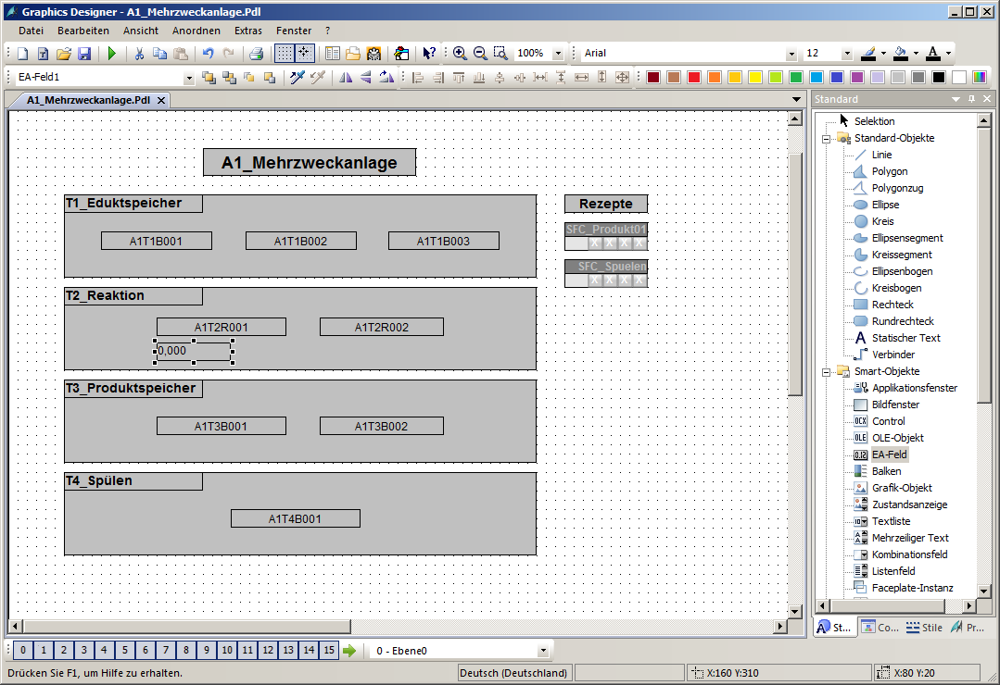 Graphics Designer - A1_Mehrzweckanlage.Pdl
Datei Bearbeiten Ansicht Anordnen Extras Fenster ?
100% Arial 12
EA-Feld1
A1_Mehrzweckanlage.Pdl
Standard
A1_Mehrzweckanlage
T1_Eduktspeicher
A1T1B001 A1T1B002 A1T1B003
Rezepte
SFC_Produkt01
X X X X
SFC_Spuelen
X X X X
T2_Reaktion
A1T2R001 A1T2R002
0,000
T3_Produktspeicher
A1T3B001 A1T3B002
T4_Spülen
A1T4B001
Selektion
Standard-Objekte
Linie
Polygon
Polygonzug
Ellipse
Kreis
Ellipsensegment
Kreissegment
Ellipsenbogen
Kreisbogen
Rechteck
Rundrechteck
A Statischer Text
Verbinder
Smart-Objekte
Applikationsfenster
Bildfenster
OCX Control
OLE OLE-Objekt
0.12 EA-Feld
Balken
Grafik-Objekt
Zustandsanzeige
Textliste
Mehrzeiliger Text
Kombinationsfeld
Listenfeld
Faceplate-Instanz
St... Co... Stile Pr...
0 1 2 3 4 5 6 7 8 9 10 11 12 13 14 15 0 - Ebene0
Drücken Sie F1, um Hilfe zu erhalten. Deutsch (Deutschland) X:160 Y:310 X:80 Y:20